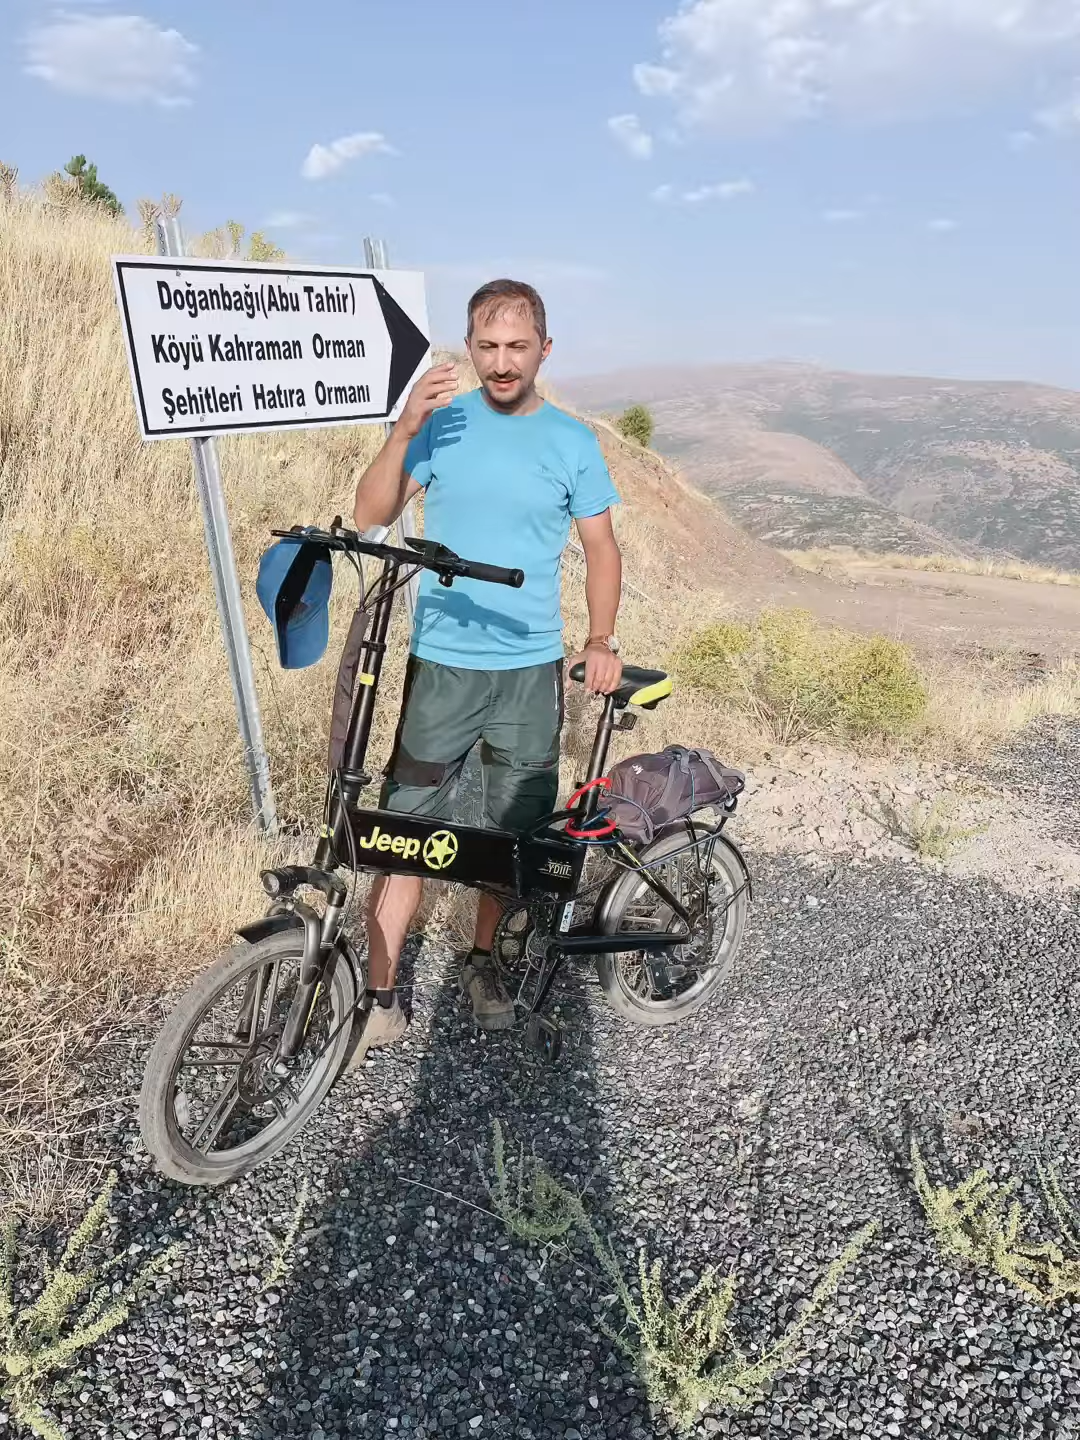 Doğanbağı(Abu Tahir)
Köyü Kahraman Orman
Şehitleri Hatıra Ormanı
Jeep